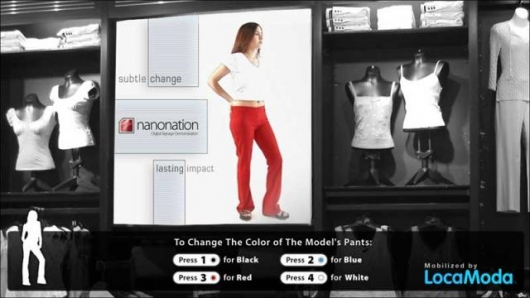 subtle change
nanonation
Digital Signage Demonstration
lasting impact
To Change The Color of The Model's Pants:
Press 1 for Black
Press 2 for Blue
Press 3 for Red
Press 4 for White
Mobilized by
LocaModa